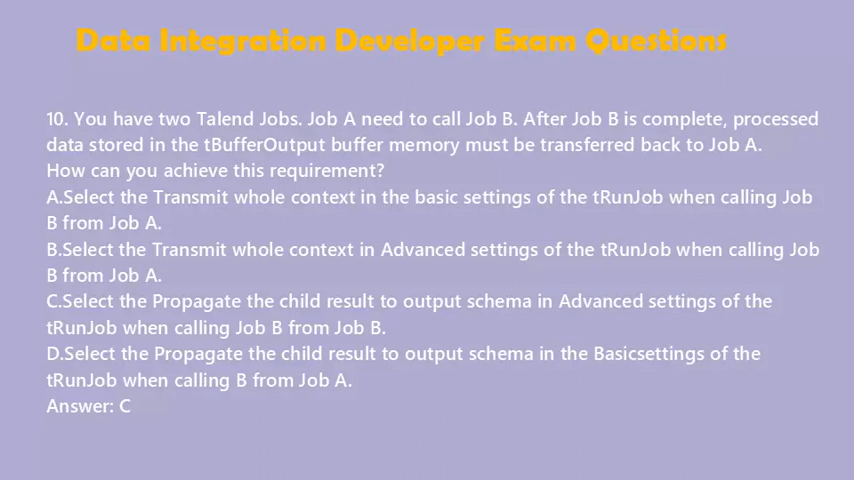 Data Integration Developer Exam Questions
10. You have two Talend Jobs. Job A need to call Job B. After Job B is complete, processed
data stored in the tBufferOutput buffer memory must be transferred back to Job A.
How can you achieve this requirement?
A.Select the Transmit whole context in the basic settings of the tRunJob when calling Job
B from Job A.
B.Select the Transmit whole context in Advanced settings of the tRunJob when calling Job
B from Job A.
C.Select the Propagate the child result to output schema in Advanced settings of the
tRunJob when calling Job B from Job B.
D.Select the Propagate the child result to output schema in the Basicsettings of the
tRunJob when calling B from Job A.
Answer: C